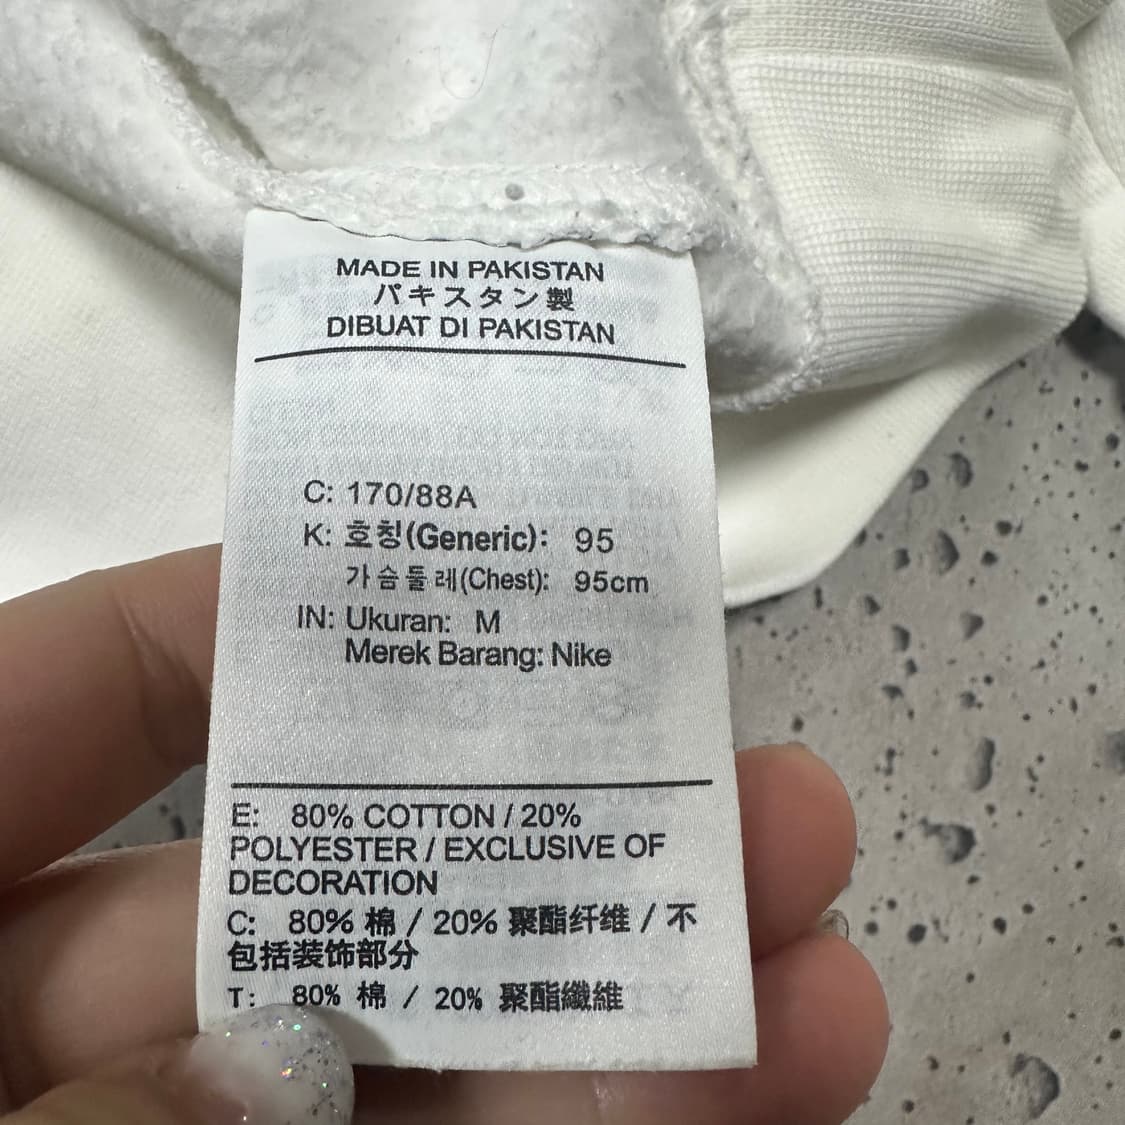 MADE IN PAKISTAN
パキスタン製
DIBUAT DI PAKISTAN
C: 170/88A
K: 호칭(Generic): 95
가슴둘레(Chest): 95cm
IN: Ukuran: M
Merek Barang: Nike
E: 80% COTTON / 20%
POLYESTER / EXCLUSIVE OF
DECORATION
C: 80% 棉 / 20% 聚酯纤维 / 不
包括装饰部分
T: 80% 棉 / 20% 聚酯纖維